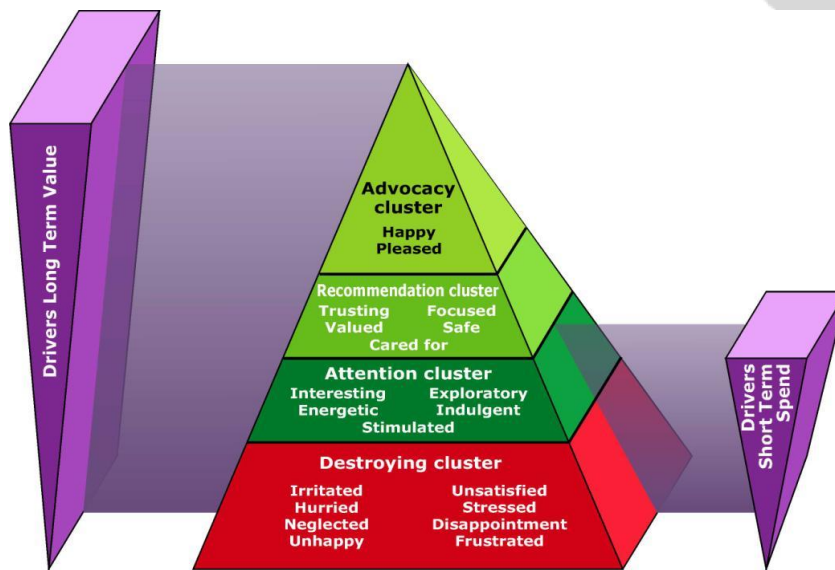 Drivers Long Term Value
Advocacy
cluster
Happy
Pleased
Recommendation cluster
Trusting Focused
Valued Safe
Cared for
Attention cluster
Interesting Exploratory
Energetic Indulgent
Stimulated
Destroying cluster
Irritated Unsatisfied
Hurried Stressed
Neglected Disappointment
Unhappy Frustrated
Drivers
Short Term
Spend